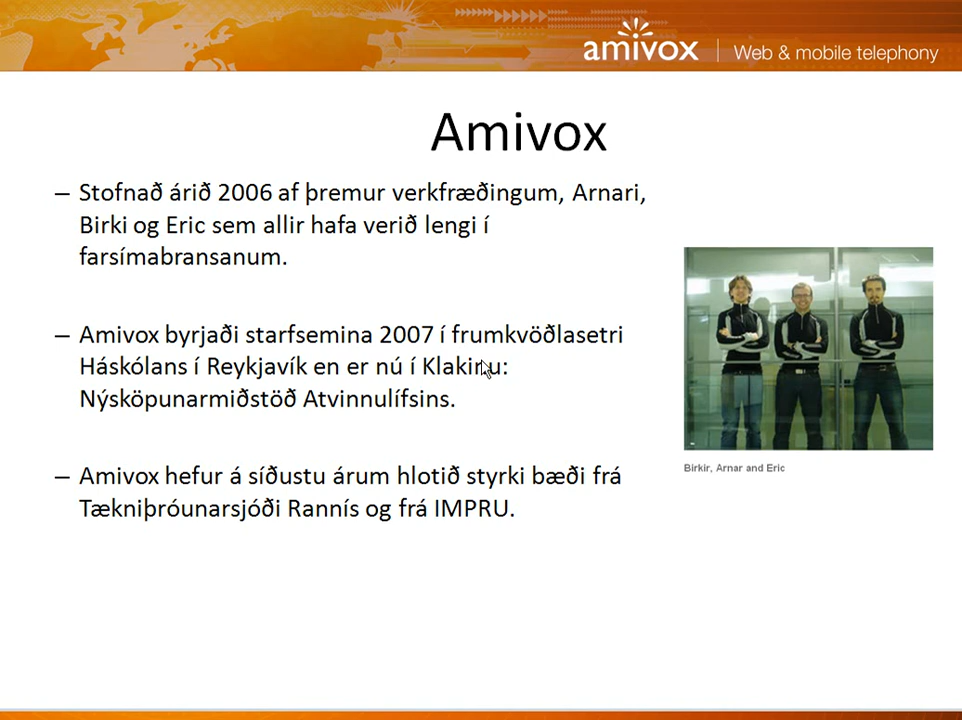 amivox | Web & mobile telephony
Amivox
– Stofnað árið 2006 af þremur verkfræðingum, Arnari,
Birki og Eric sem allir hafa verið lengi í
farsímabransanum.
– Amivox byrjaði starfsemina 2007 í frumkvöðlasetri
Háskólans í Reykjavík en er nú í Klakinu:
Nýsköpunarmiðstöð Atvinnulífsins.
– Amivox hefur á síðustu árum hlotið styrki bæði frá
Tækniþróunarsjóði Rannís og frá IMPRU.
Birkir, Arnar and Eric